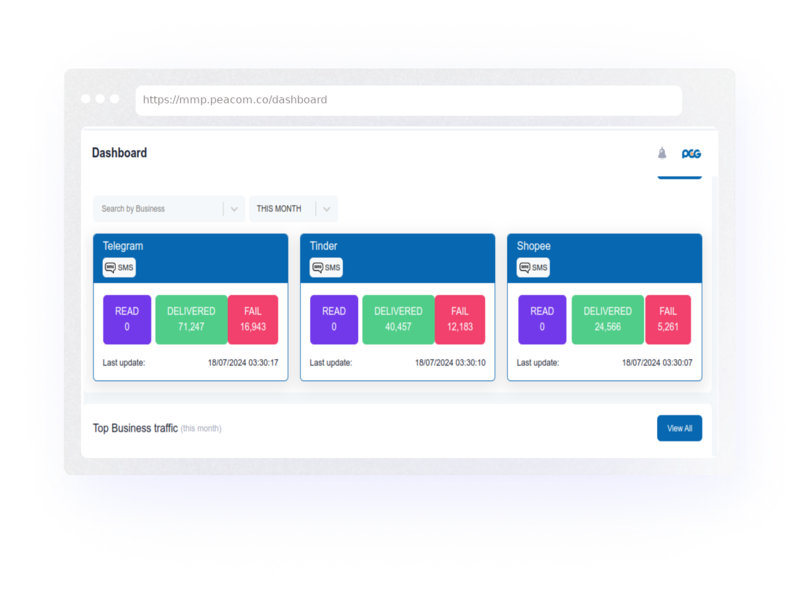 https://mmp.peacom.co/dashboard
Dashboard
PCG
Search by Business
THIS MONTH
Telegram
SMS
READ
0
DELIVERED
71,247
FAIL
16,943
Last update: 18/07/2024 03:30:17
Tinder
SMS
READ
0
DELIVERED
40,457
FAIL
12,183
Last update: 18/07/2024 03:30:10
Shopee
SMS
READ
0
DELIVERED
24,566
FAIL
5,261
Last update: 18/07/2024 03:30:07
Top Business traffic (this month)
View All